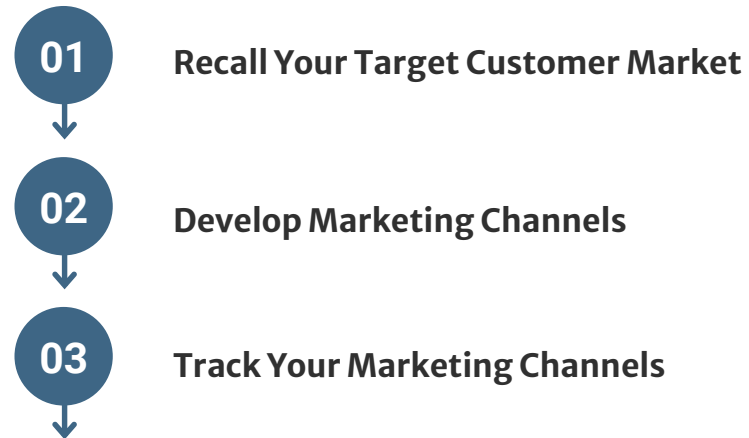 01
Recall Your Target Customer Market
02
Develop Marketing Channels
03
Track Your Marketing Channels